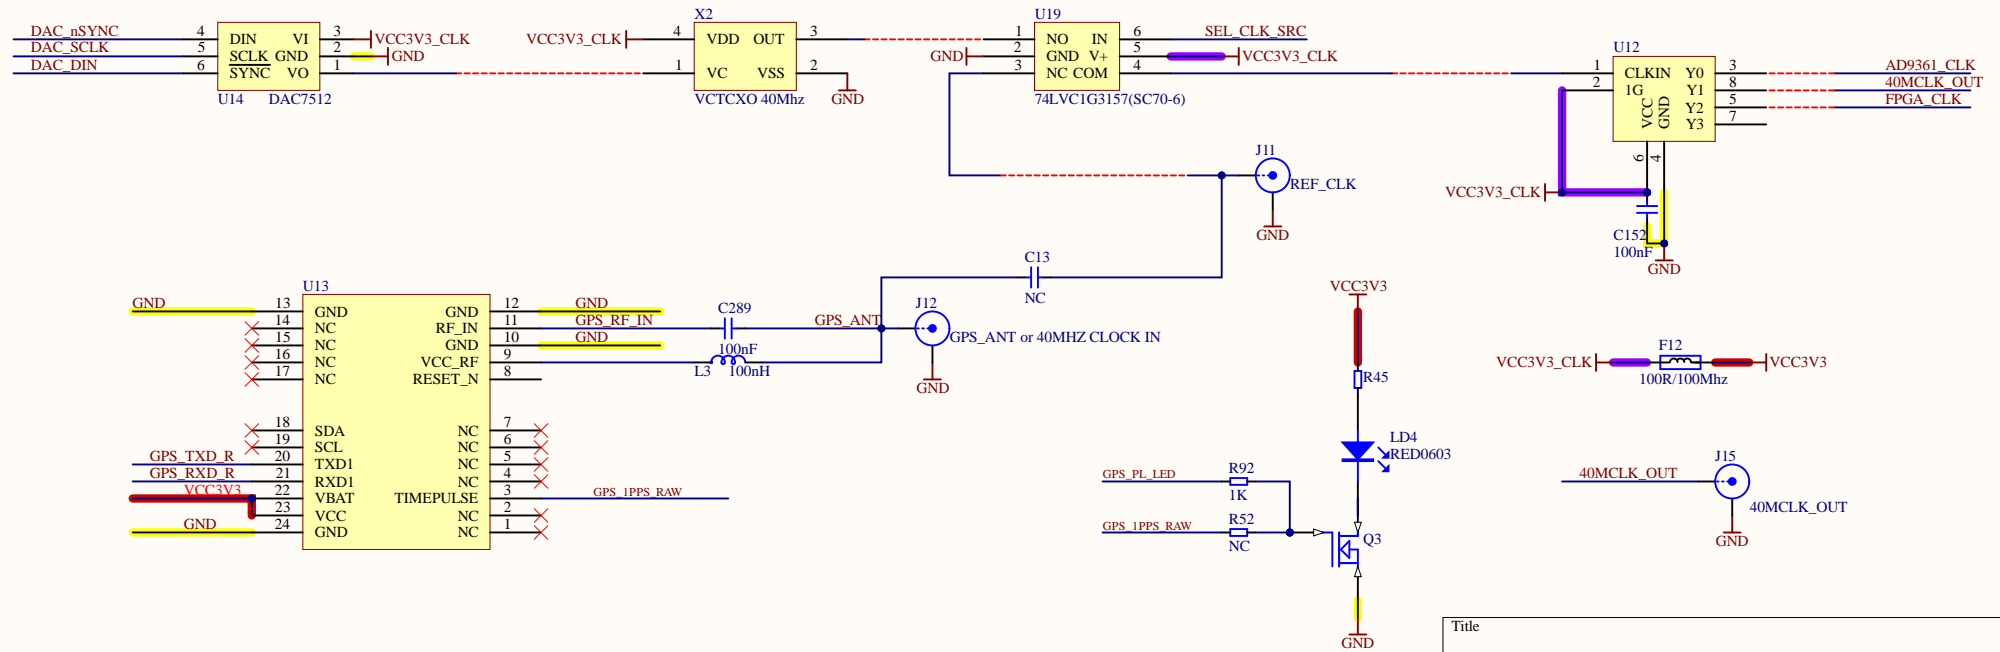 DAC_nSYNC 4 DIN VI 3 VCC3V3_CLK
DAC_SCLK 5 SCLK GND 2 GND
DAC_DIN 6 SYNC VO 1
U14 DAC7512
X2
VCC3V3_CLK 4 VDD OUT 3
1 VC VSS 2
VCTCXO 40Mhz GND
U19
1 NO IN 6 SEL_CLK_SRC
GND 2 GND V+ 5 VCC3V3_CLK
3 NC COM 4
74LVC1G3157(SC70-6)
U12
1 CLKIN Y0 3 AD9361_CLK
2 1G Y1 8 40MCLK_OUT
Y2 5 FPGA_CLK
Y3 7
VCC GND
6 4
VCC3V3_CLK
C152
100nF
GND
J11
REF_CLK
GND
C13
NC
U13
GND 13 GND GND 12 GND
14 NC RF_IN 11 GPS_RF_IN
15 NC GND 10 GND
16 NC VCC_RF 9
17 NC RESET_N 8
18 SDA NC 7
19 SCL NC 6
GPS_TXD_R 20 TXD1 NC 5
GPS_RXD_R 21 RXD1 NC 4
VCC3V3 22 VBAT TIMEPULSE 3 GPS_1PPS_RAW
23 VCC NC 2
GND 24 GND NC 1
C289
100nF
L3 100nH
GPS_ANT
J12
GPS_ANT or 40MHZ CLOCK IN
GND
VCC3V3
R45
LD4
RED0603
GPS_PL_LED R92
1K
GPS_1PPS_RAW R52
NC
Q3
GND
F12
VCC3V3_CLK VCC3V3
100R/100Mhz
J15
40MCLK_OUT
40MCLK_OUT
GND
Title